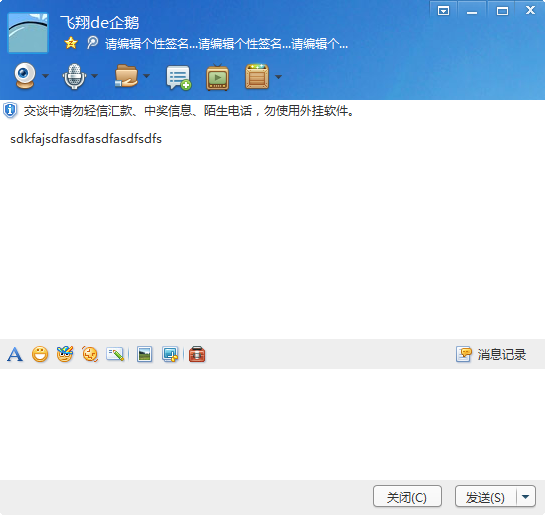 飞翔de企鹅
请编辑个性签名...请编辑个性签名...请编辑个...
交谈中请勿轻信汇款、中奖信息、陌生电话，勿使用外挂软件。
sdkfajsdfasdfasdfasdfsdfs
消息记录
关闭(C) 发送(S)